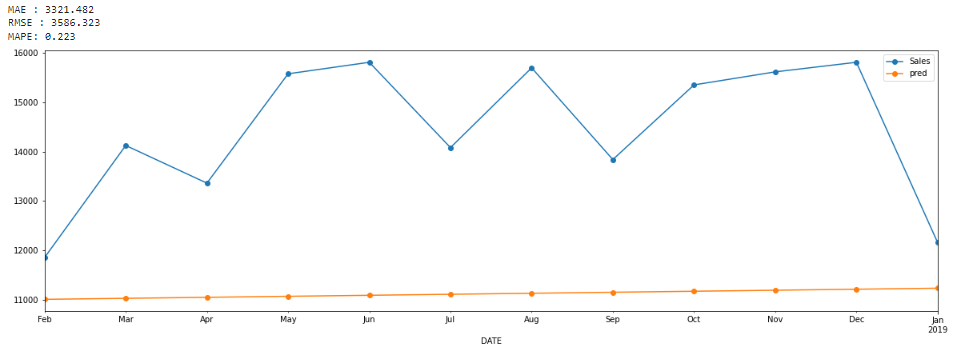 MAE : 3321.482
RMSE : 3586.323
MAPE: 0.223
16000
15000
14000
13000
12000
11000
Sales
pred
Feb Mar Apr May Jun Jul Aug Sep Oct Nov Dec Jan
2019
DATE